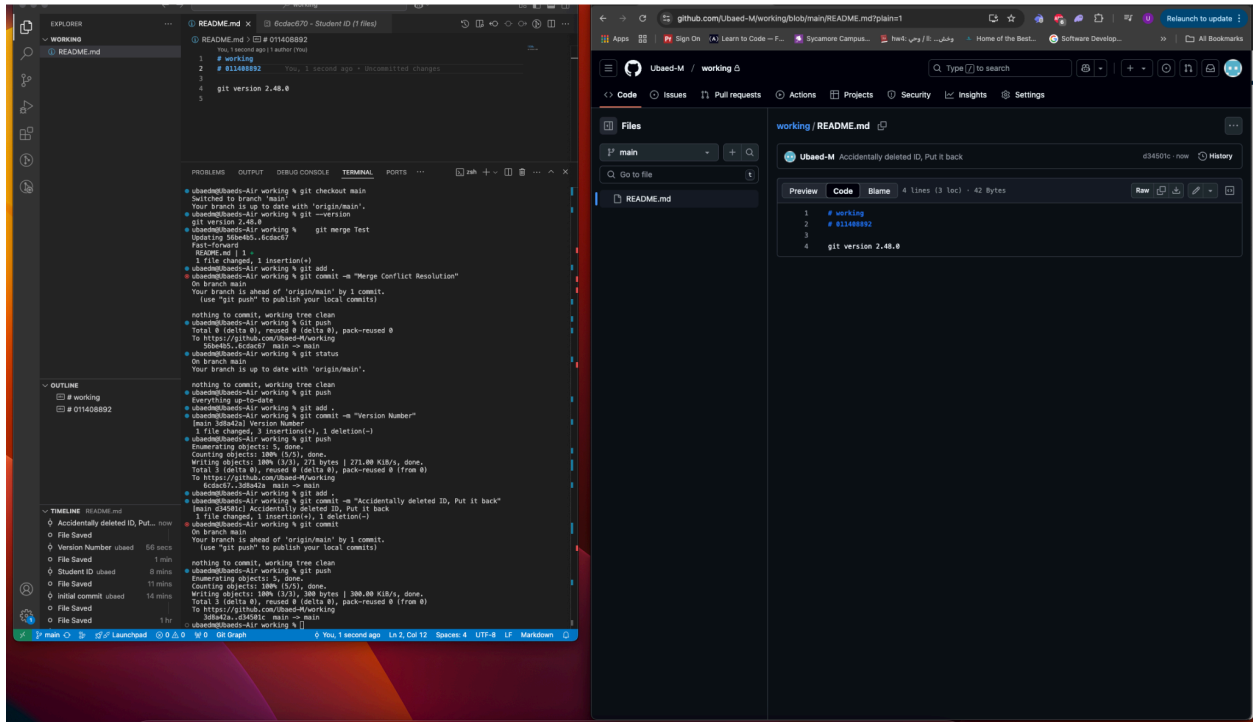 EXPLORER
WORKING
README.md
OUTLINE
# working
# 011408892
TIMELINE README.md
Accidentally deleted ID, Put... now
File Saved
Version Number ubaed 56 secs
File Saved 1 min
Student ID ubaed 8 mins
File Saved 11 mins
initial commit ubaed 14 mins
File Saved
File Saved 1 hr
README.md
6cdac670 - Student ID (1 files)
README.md > # 011408892
You, 1 second ago | 1 author (You)
1 # working
2 # 011408892 You, 1 second ago • Uncommitted changes
3
4 git version 2.48.0
5
PROBLEMS OUTPUT DEBUG CONSOLE TERMINAL PORTS ... zsh
ubaedm@Ubaeds-Air working % git checkout main
Switched to branch 'main'
Your branch is up to date with 'origin/main'.
ubaedm@Ubaeds-Air working % git --version
git version 2.48.0
ubaedm@Ubaeds-Air working % git merge Test
Updating 56be4b5..6cdac67
Fast-forward
README.md | 1 +
1 file changed, 1 insertion(+)
ubaedm@Ubaeds-Air working % git add .
ubaedm@Ubaeds-Air working % git commit -m "Merge Conflict Resolution"
On branch main
Your branch is ahead of 'origin/main' by 1 commit.
(use "git push" to publish your local commits)
nothing to commit, working tree clean
ubaedm@Ubaeds-Air working % Git push
Total 0 (delta 0), reused 0 (delta 0), pack-reused 0
To https://github.com/Ubaed-M/working
56be4b5..6cdac67 main -> main
ubaedm@Ubaeds-Air working % git status
On branch main
Your branch is up to date with 'origin/main'.
nothing to commit, working tree clean
ubaedm@Ubaeds-Air working % git push
Everything up-to-date
ubaedm@Ubaeds-Air working % git add .
ubaedm@Ubaeds-Air working % git commit -m "Version Number"
[main 3d8a42a] Version Number
1 file changed, 3 insertions(+), 1 deletion(-)
ubaedm@Ubaeds-Air working % git push
Enumerating objects: 5, done.
Counting objects: 100% (5/5), done.
Writing objects: 100% (3/3), 271 bytes | 271.00 KiB/s, done.
Total 3 (delta 0), reused 0 (delta 0), pack-reused 0 (from 0)
To https://github.com/Ubaed-M/working
6cdac67..3d8a42a main -> main
ubaedm@Ubaeds-Air working % git add .
ubaedm@Ubaeds-Air working % git commit -m "Accidentally deleted ID, Put it back"
[main d34501c] Accidentally deleted ID, Put it back
1 file changed, 1 insertion(+), 1 deletion(-)
ubaedm@Ubaeds-Air working % git commit
On branch main
Your branch is ahead of 'origin/main' by 1 commit.
(use "git push" to publish your local commits)
nothing to commit, working tree clean
ubaedm@Ubaeds-Air working % git push
Enumerating objects: 5, done.
Counting objects: 100% (5/5), done.
Writing objects: 100% (3/3), 300 bytes | 300.00 KiB/s, done.
Total 3 (delta 0), reused 0 (delta 0), pack-reused 0 (from 0)
To https://github.com/Ubaed-M/working
3d8a42a..d34501c main -> main
ubaedm@Ubaeds-Air working %
main Launchpad 0 0 0 Git Graph You, 1 second ago Ln 2, Col 12 Spaces: 4 UTF-8 LF Markdown
github.com/Ubaed-M/working/blob/main/README.md?plain=1
U Relaunch to update
Apps Sign On Learn to Code — F... Sycamore Campus... Home of the Best... Software Develop... » All Bookmarks
Ubaed-M / working
Type / to search
Code Issues Pull requests Actions Projects Security Insights Settings
Files
main
Go to file t
README.md
working / README.md
Ubaed-M Accidentally deleted ID, Put it back d34501c · now History
Preview Code Blame 4 lines (3 loc) · 42 Bytes Raw
1 # working
2 # 011408892
3
4 git version 2.48.0